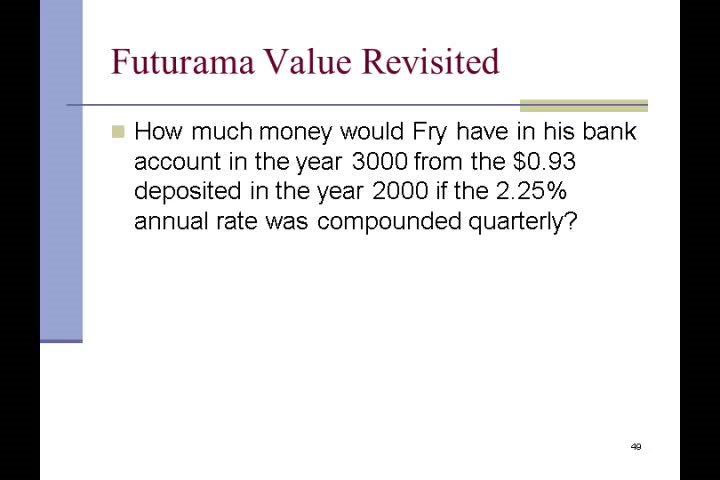 Futurama Value Revisited
How much money would Fry have in his bank
account in the year 3000 from the $0.93
deposited in the year 2000 if the 2.25%
annual rate was compounded quarterly?
49